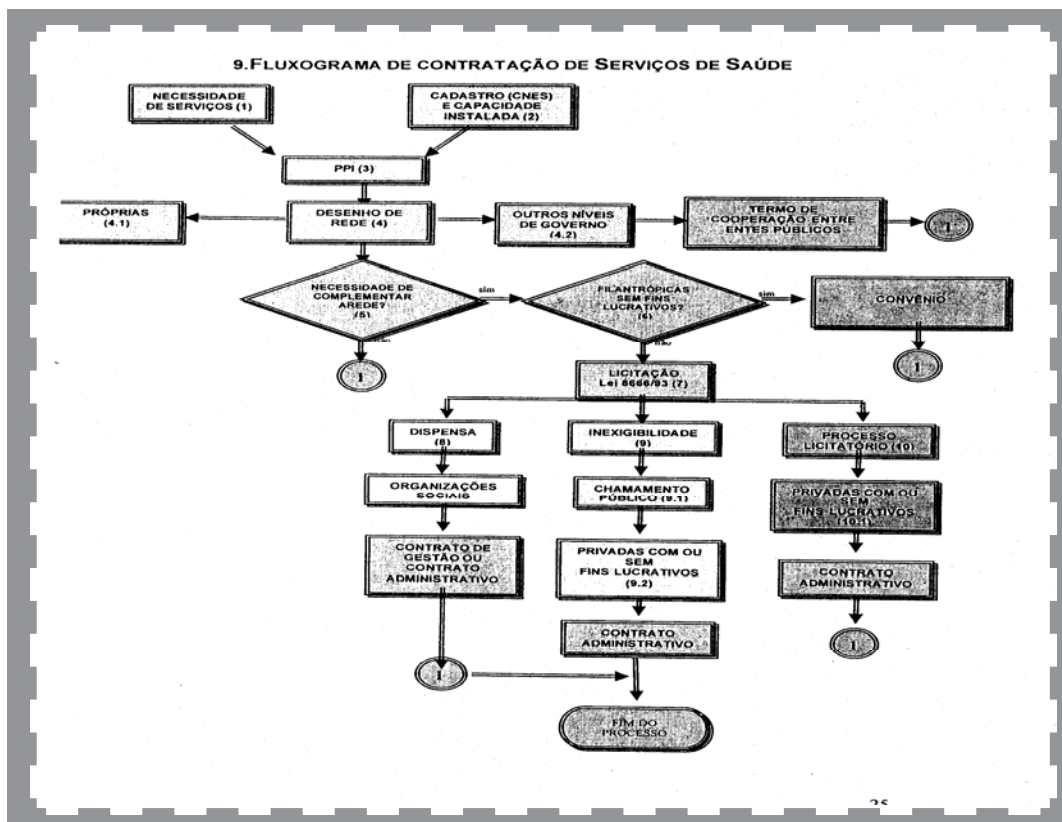 9.FLUXOGRAMA DE CONTRATAÇÃO DE SERVIÇOS DE SAÚDE
NECESSIDADE
DE SERVIÇOS (1)
CADASTRO (CNES)
E CAPACIDADE
INSTALADA (2)
PPI (3)
PRÓPRIAS
(4.1)
DESENHO DE
REDE (4)
OUTROS NÍVEIS
DE GOVERNO
(4.2)
TERMO DE
COOPERAÇÃO ENTRE
ENTES PÚBLICOS
1
NECESSIDADE DE
COMPLEMENTAR
AREDE?
(5)
sim
FILANTRÓPICAS
SEM FINS
LUCRATIVOS?
(6)
sim
CONVÊNIO
não
1
não
1
LICITAÇÃO
Lei 8666/93 (7)
DISPENSA
(8)
INEXIGIBILIDADE
(9)
PROCESSO
LICITATÓRIO (10)
ORGANIZAÇÕES
SOCIAIS
CHAMAMENTO
PÚBLICO (9.1)
PRIVADAS COM OU
SEM
FINS LUCRATIVOS
(10.1)
CONTRATO DE
GESTÃO OU
CONTRATO
ADMINISTRATIVO
PRIVADAS COM OU
SEM
FINS LUCRATIVOS
(9.2)
CONTRATO
ADMINISTRATIVO
CONTRATO
ADMINISTRATIVO
1
1
FIM DO
PROCESSO
25